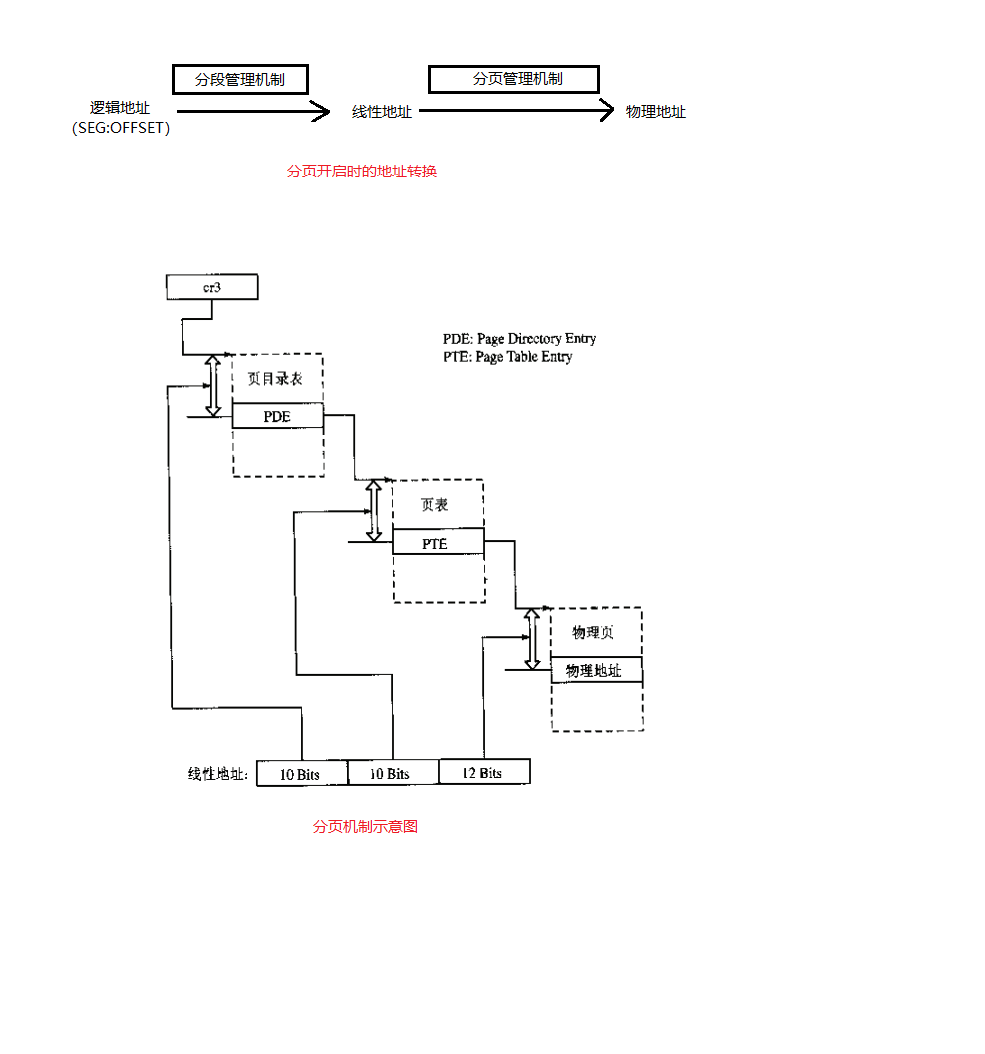 分段管理机制
分页管理机制
逻辑地址
(SEG:OFFSET)
线性地址
物理地址
分页开启时的地址转换
cr3
PDE: Page Directory Entry
PTE: Page Table Entry
页目录表
PDE
页表
PTE
物理页
物理地址
线性地址: 10 Bits 10 Bits 12 Bits
分页机制示意图